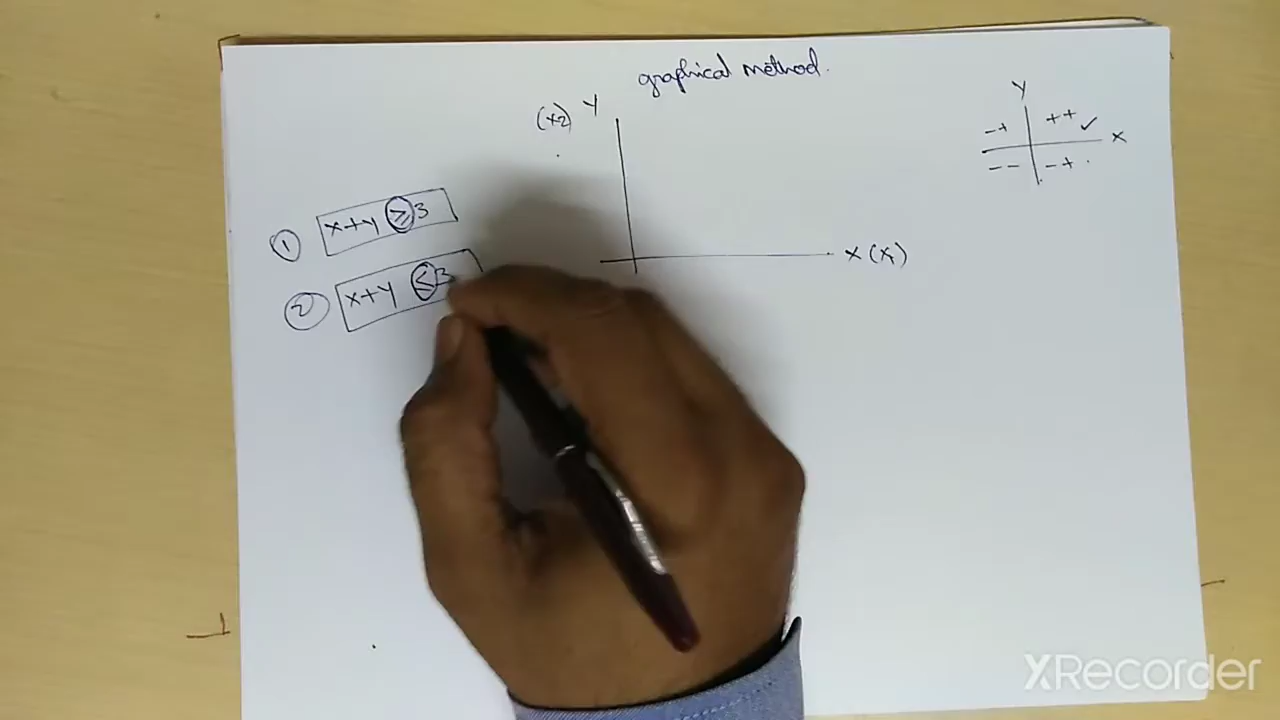 graphical method.
(x2) Y
Y
-+ ++ ✓
X
-- -+
① x+y ≥ 3
X (x1)
② x+y ≤ 3
XRecorder